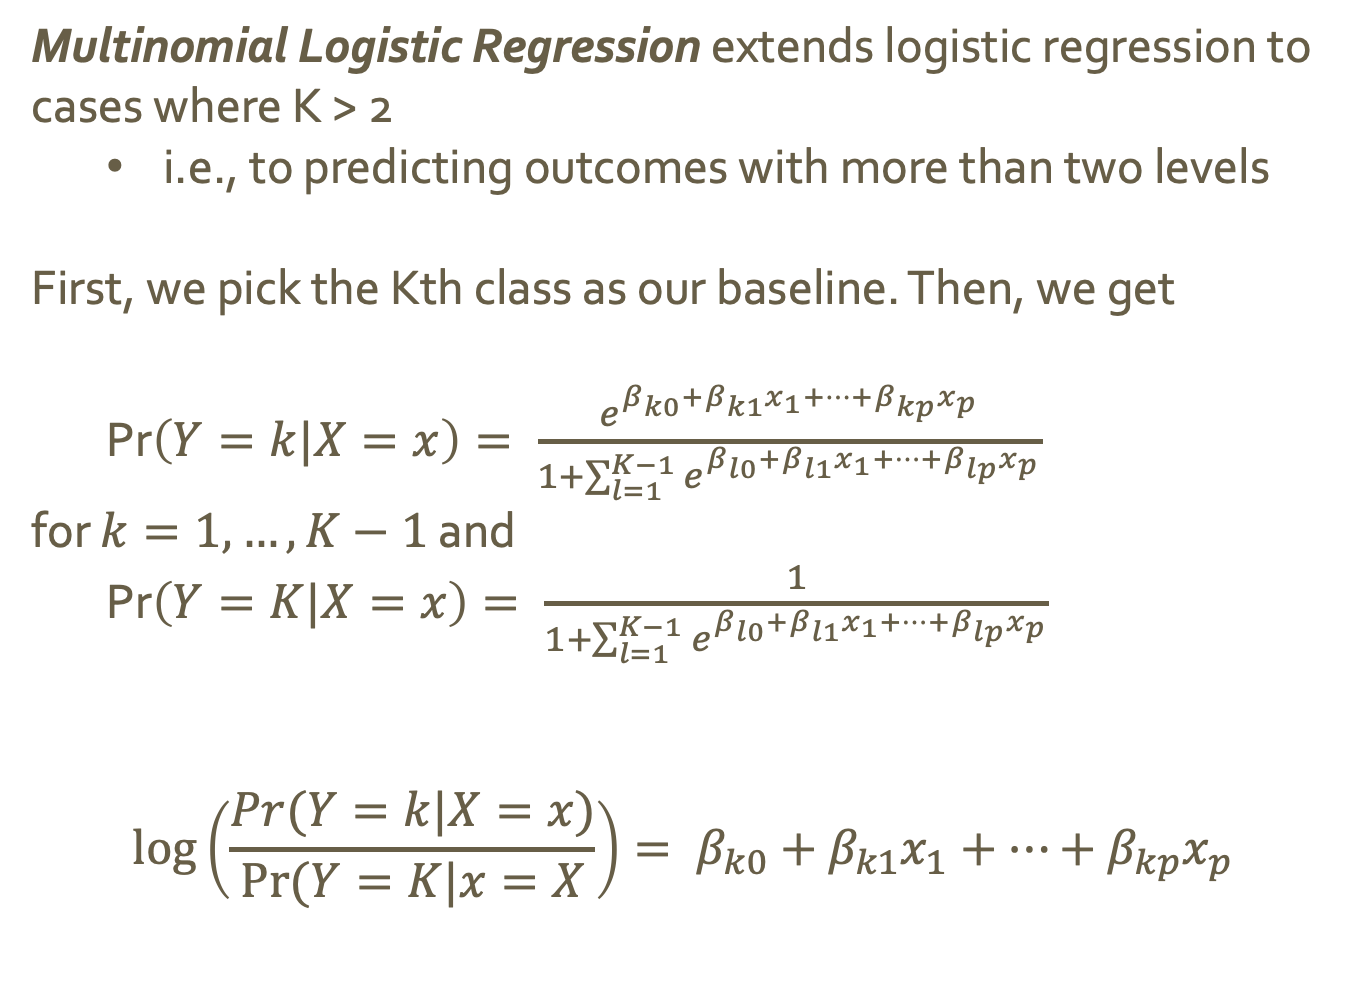 Multinomial Logistic Regression extends logistic regression to
cases where K > 2
• i.e., to predicting outcomes with more than two levels
First, we pick the Kth class as our baseline. Then, we get
Pr(Y = k|X = x) = \frac{e^{β_{k0}+β_{k1}x_1+⋯+β_{kp}x_p}}{1+∑_{l=1}^{K−1} e^{β_{l0}+β_{l1}x_1+⋯+β_{lp}x_p}}
for k = 1, … , K − 1 and
Pr(Y = K|X = x) = \frac{1}{1+∑_{l=1}^{K−1} e^{β_{l0}+β_{l1}x_1+⋯+β_{lp}x_p}}
log(\frac{Pr(Y = k|X = x)}{Pr(Y = K|x = X}) = β_{k0} + β_{k1}x_1 + ⋯ + β_{kp}x_p